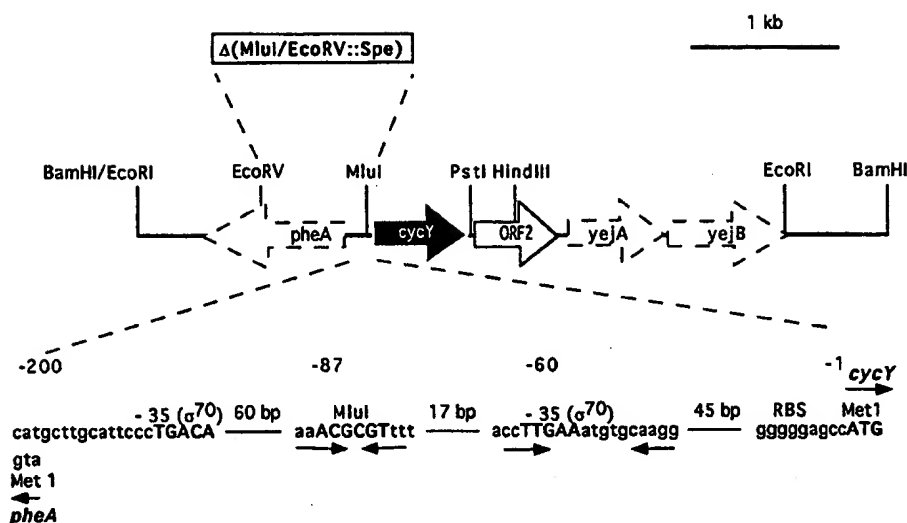 1 kb
Δ(MluI/EcoRV::Spe)
BamHI/EcoRI EcoRV MluI PstI HindIII EcoRI BamHI
pheA cycY ORF2 yejA yejB
-200 -87 -60 -1 cycY
- 35 (σ70) 60 bp MluI 17 bp - 35 (σ70) 45 bp RBS Met1
catgcttgcattcccTGACA aaACGCGTttt accTTGAAatgtgcaagg gggggagccATG
gta
Met 1
pheA